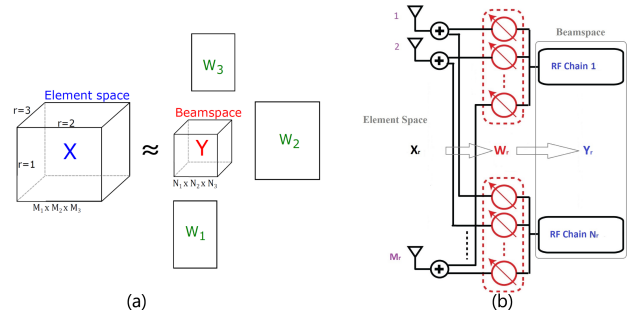 W₃
Element space
r=3
r=2
r=1
X
≈
Beamspace
Y
W₂
M₁ x M₂ x M₃
N₁ x N₂ x N₃
W₁
(a)
1
2
Mᵣ
Element Space
Xᵣ
Wᵣ
Yᵣ
Beamspace
RF Chain 1
RF Chain Nᵣ
(b)